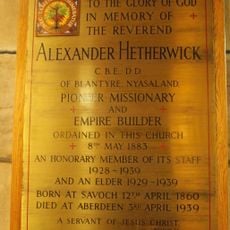 TO THE GLORY OF GOD
IN MEMORY OF
THE REVEREND
ALEXANDER HETHERWICK
C.B.E. D.D.
OF BLANTYRE, NYASALAND
PIONEER MISSIONARY
AND
EMPIRE BUILDER
ORDAINED IN THIS CHURCH
8TH MAY 1883
AN HONORARY MEMBER OF ITS STAFF
1928-1939
AND AN ELDER 1929-1939
BORN AT SAVOCH 12TH APRIL 1860
DIED AT ABERDEEN 3RD APRIL 1939
A SERVANT OF JESUS CHRIST